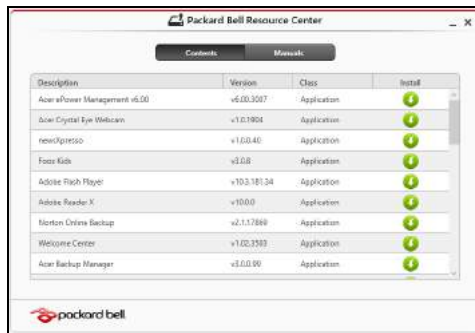 Packard Bell Resource Center
Contents Manuals
Description Version Class Install
Acer ePower Management v6.00 v6.00.3007 Application
Acer Crystal Eye Webcam v1.0.1904 Application
newsXpresso v1.0.0.40 Application
Fooz Kids v3.0.8 Application
Adobe Flash Player v10.3.181.34 Application
Adobe Reader X v10.0.0 Application
Norton Online Backup v2.1.17869 Application
Welcome Center v1.02.3503 Application
Acer Backup Manager v3.0.0.99 Application
packard bell